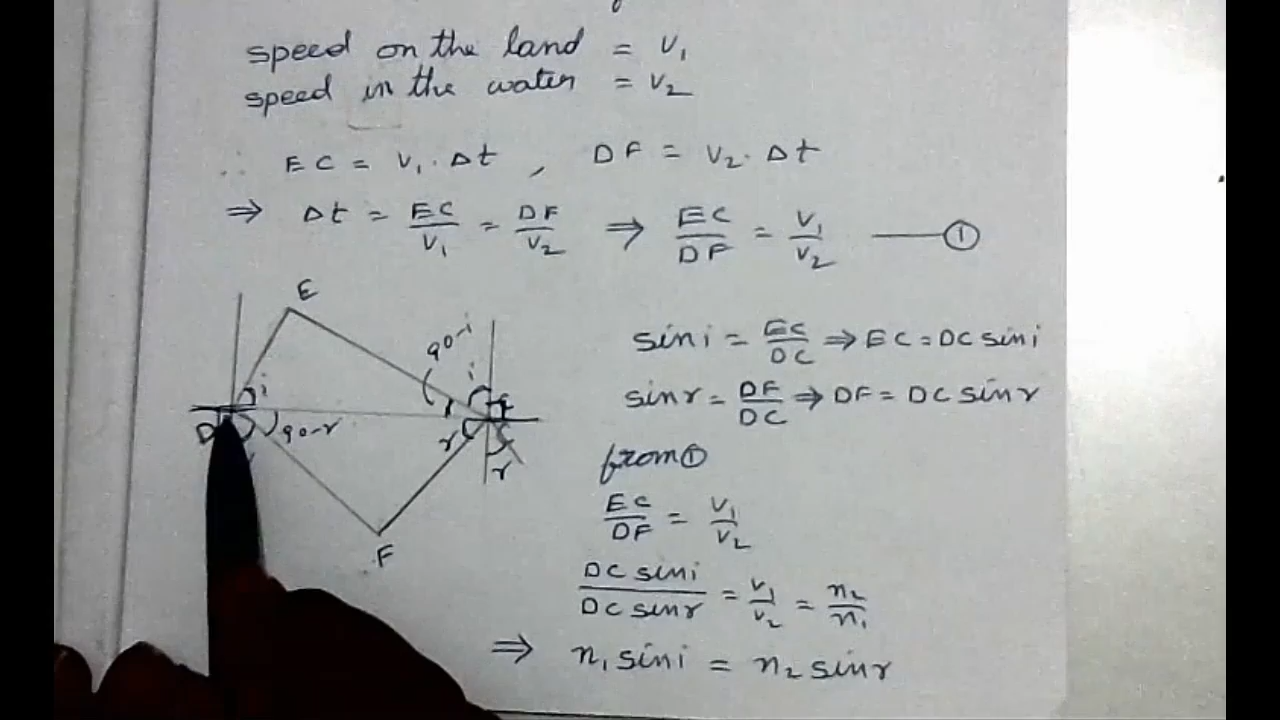 speed on the land = V₁
speed in the water = V₂
∴ EC = V₁ · Δt , DF = V₂ · Δt
⇒ Δt = EC/V₁ = DF/V₂ ⇒ EC/DF = V₁/V₂ —— ①
E
90-i
i
i
D
90-r
r
r
F
sin i = EC/DC ⇒ EC = DC sin i
sin r = DF/DC ⇒ DF = DC sin r
from ①
EC/DF = V₁/V₂
DC sin i/DC sin r = V₁/V₂ = n₂/n₁
⇒ n₁ sin i = n₂ sin r